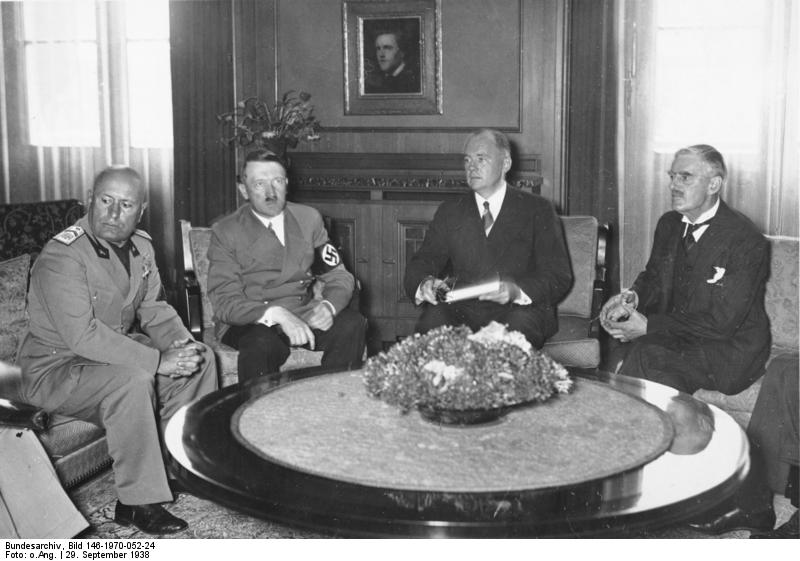 Bundesarchiv, Bild 146-1970-052-24
Foto: o.Ang. | 29. September 1938